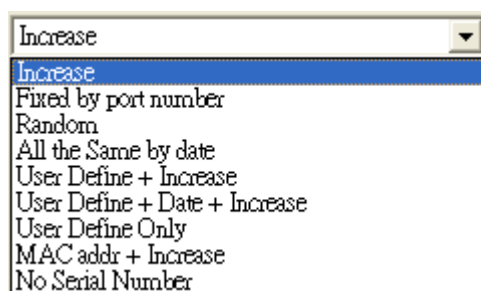 Increase
Increase
Fixed by port number
Random
All the Same by date
User Define + Increase
User Define + Date + Increase
User Define Only
MAC addr + Increase
No Serial Number